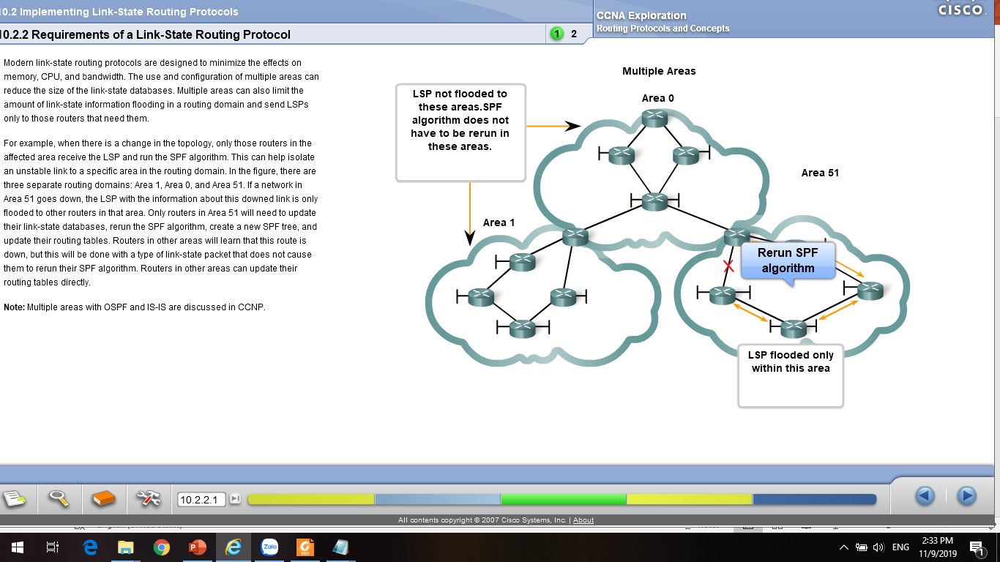 10.2 Implementing Link-State Routing Protocols
CCNA Exploration
Routing Protocols and Concepts
CISCO
10.2.2 Requirements of a Link-State Routing Protocol
1 2
Modern link-state routing protocols are designed to minimize the effects on
memory, CPU, and bandwidth. The use and configuration of multiple areas can
reduce the size of the link-state databases. Multiple areas can also limit the
amount of link-state information flooding in a routing domain and send LSPs
only to those routers that need them.
For example, when there is a change in the topology, only those routers in the
affected area receive the LSP and run the SPF algorithm. This can help isolate
an unstable link to a specific area in the routing domain. In the figure, there are
three separate routing domains: Area 1, Area 0, and Area 51. If a network in
Area 51 goes down, the LSP with the information about this downed link is only
flooded to other routers in that area. Only routers in Area 51 will need to update
their link-state databases, rerun the SPF algorithm, create a new SPF tree, and
update their routing tables. Routers in other areas will learn that this route is
down, but this will be done with a type of link-state packet that does not cause
them to rerun their SPF algorithm. Routers in other areas can update their
routing tables directly.
Note: Multiple areas with OSPF and IS-IS are discussed in CCNP.
Multiple Areas
LSP not flooded to
these areas.SPF
algorithm does not
have to be rerun in
these areas.
Area 0
Area 51
Area 1
Rerun SPF
algorithm
LSP flooded only
within this area
10.2.2.1
All contents copyright © 2007 Cisco Systems, Inc. | About
Zalo
PDF
ENG
2:33 PM
11/9/2019
1